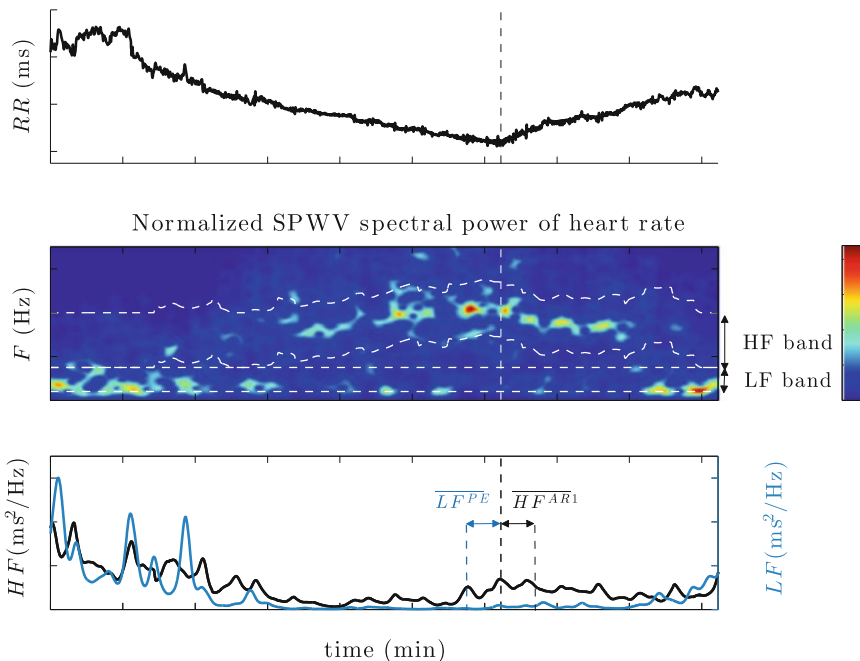 RR (ms)
Normalized SPWV spectral power of heart rate
F (Hz)
HF band
LF band
HF(ms²/Hz)
LF^PE
HF^AR1
LF(ms²/Hz)
time (min)